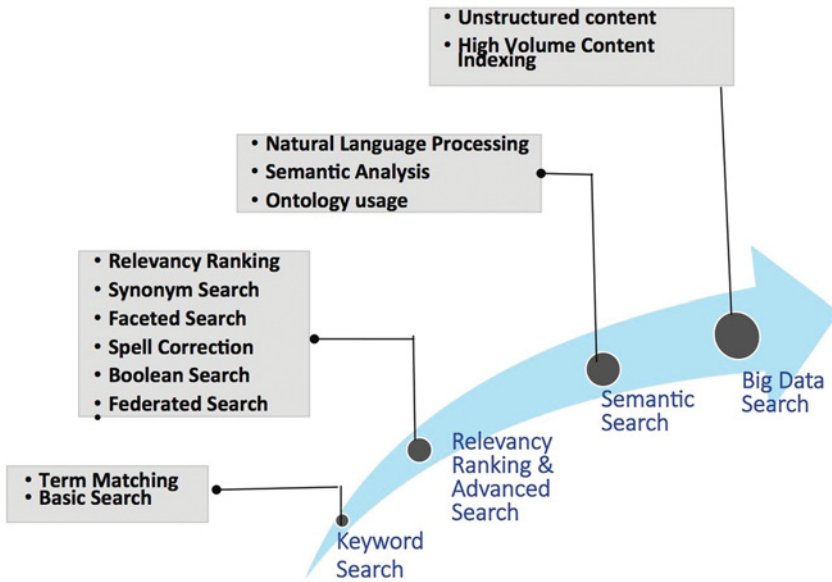 • Unstructured content
• High Volume Content
Indexing
• Natural Language Processing
• Semantic Analysis
• Ontology usage
• Relevancy Ranking
• Synonym Search
• Faceted Search
• Spell Correction
• Boolean Search
• Federated Search
•
• Term Matching
• Basic Search
Keyword
Search
Relevancy
Ranking &
Advanced
Search
Semantic
Search
Big Data
Search